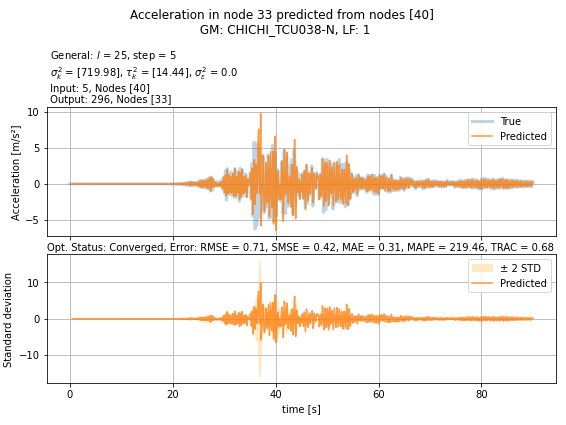 Acceleration in node 33 predicted from nodes [40]
GM: CHICHI_TCU038-N, LF: 1
General: l = 25, step = 5
σ²ₖ = [719.98], τ²ₖ = [14.44], σ²ε = 0.0
Input: 5, Nodes [40]
Output: 296, Nodes [33]
10
5
0
−5
Acceleration [m/s²]
True
Predicted
Opt. Status: Converged, Error: RMSE = 0.71, SMSE = 0.42, MAE = 0.31, MAPE = 219.46, TRAC = 0.68
10
0
−10
Standard deviation
± 2 STD
Predicted
0 20 40 60 80
time [s]